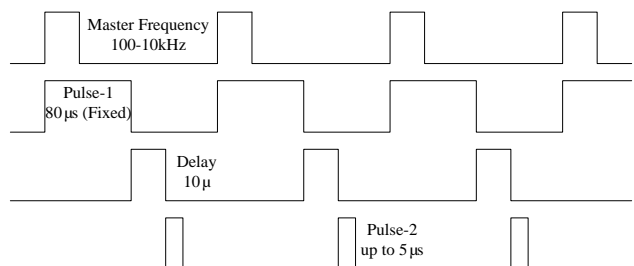 Master Frequency
100-10kHz
Pulse-1
80μs (Fixed)
Delay
10μ
Pulse-2
up to 5μs